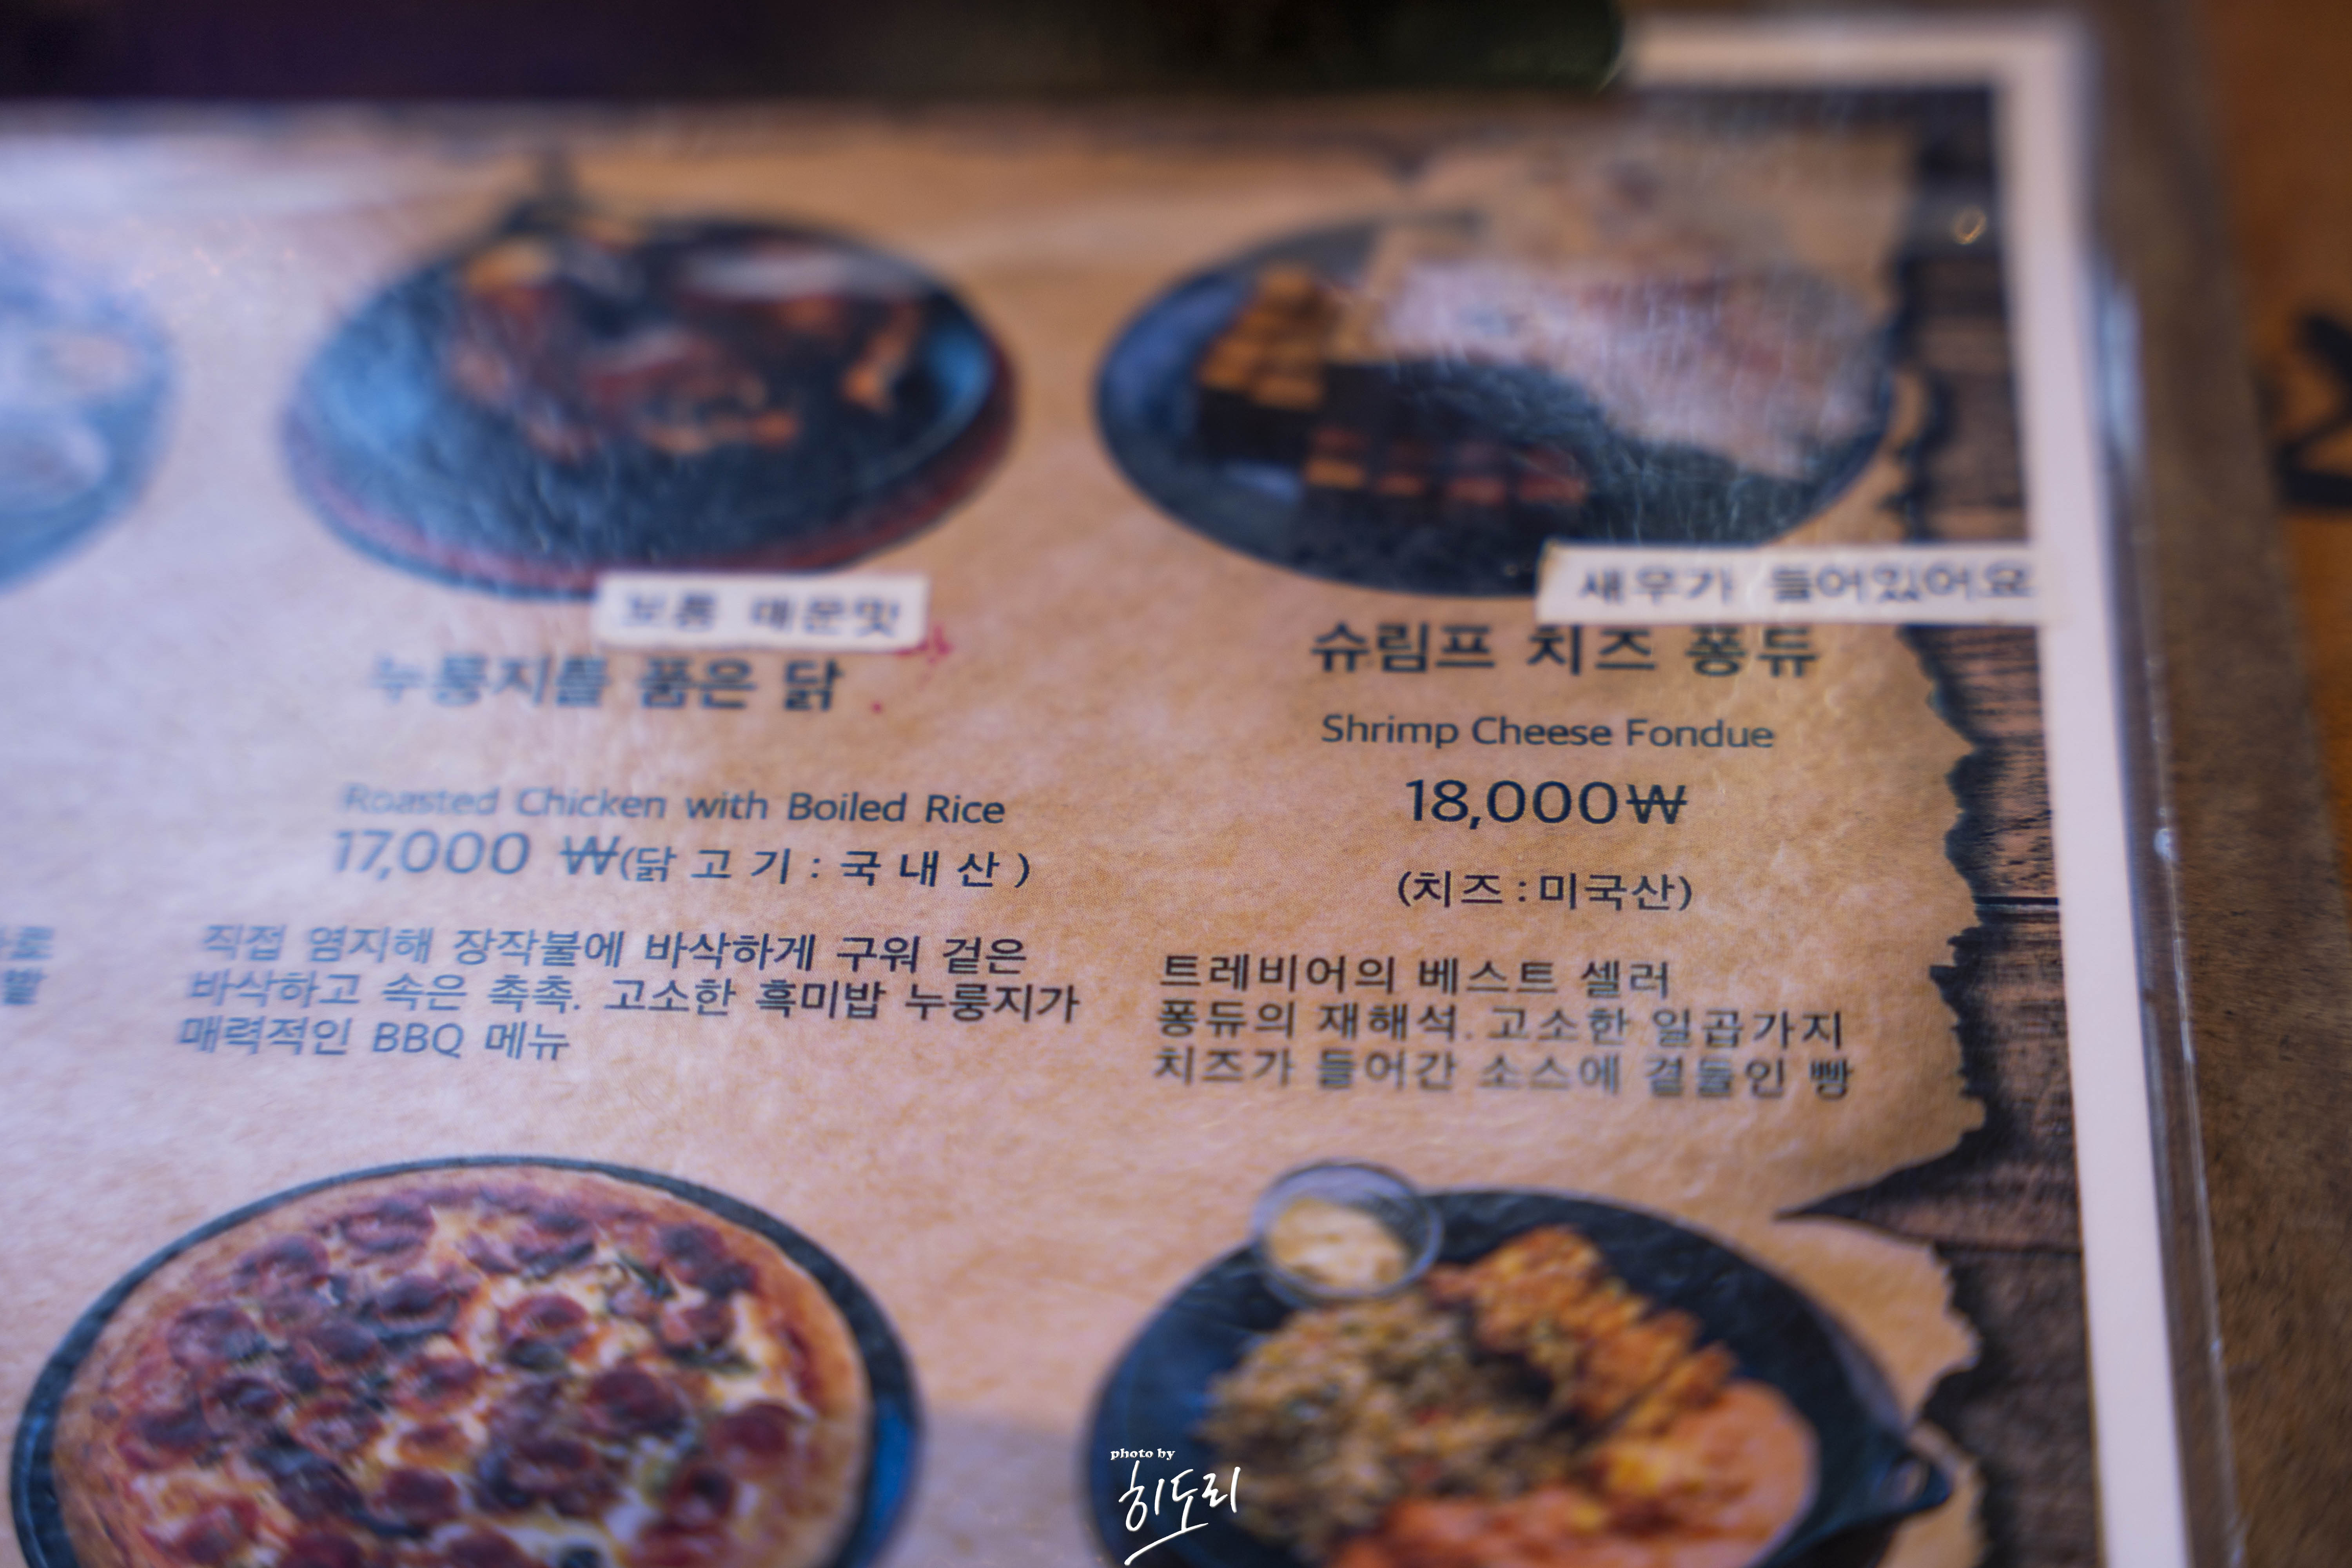 보통 매운맛
누룽지를 품은 닭
Roasted Chicken with Boiled Rice
17,000 ₩(닭고기 : 국내산)
직접 염지해 장작불에 바삭하게 구워 겉은
바삭하고 속은 촉촉. 고소한 흑미밥 누룽지가
매력적인 BBQ 메뉴
새우가 들어있어요
슈림프 치즈 퐁듀
Shrimp Cheese Fondue
18,000₩
(치즈 : 미국산)
트레비어의 베스트 셀러
퐁듀의 재해석. 고소한 일곱가지
치즈가 들어간 소스에 곁들인 빵
photo by
히도리